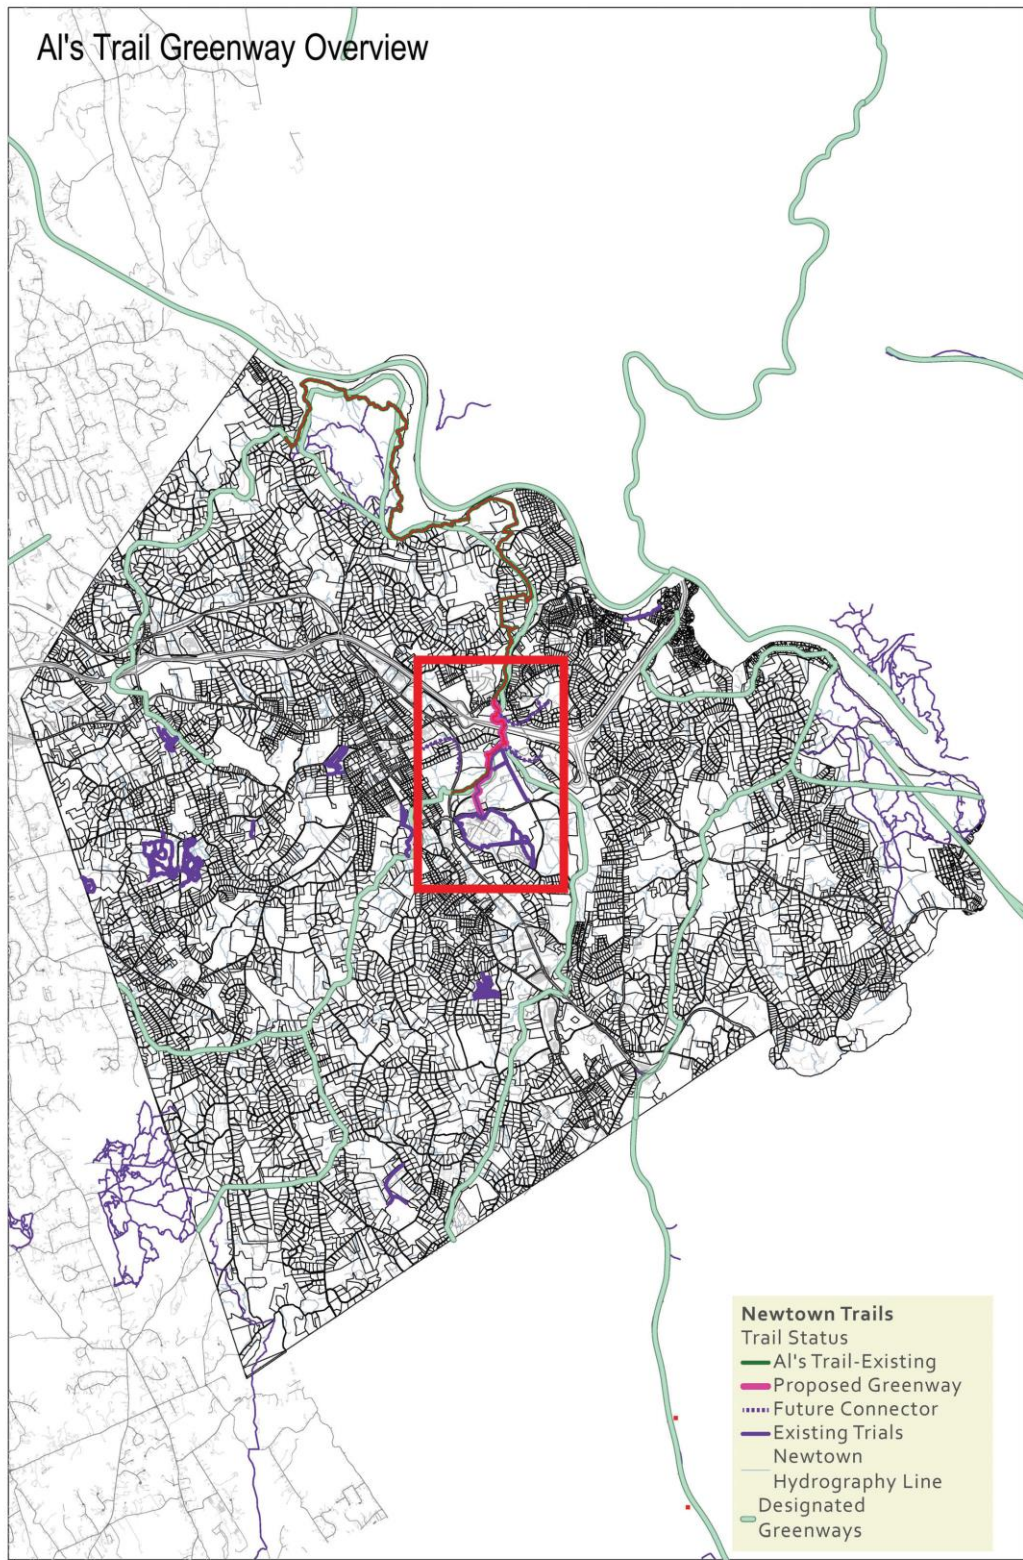 Al's Trail Greenway Overview
Newtown Trails
Trail Status
Al's Trail-Existing
Proposed Greenway
Future Connector
Existing Trials
Newtown
Hydrography Line
Designated
Greenways